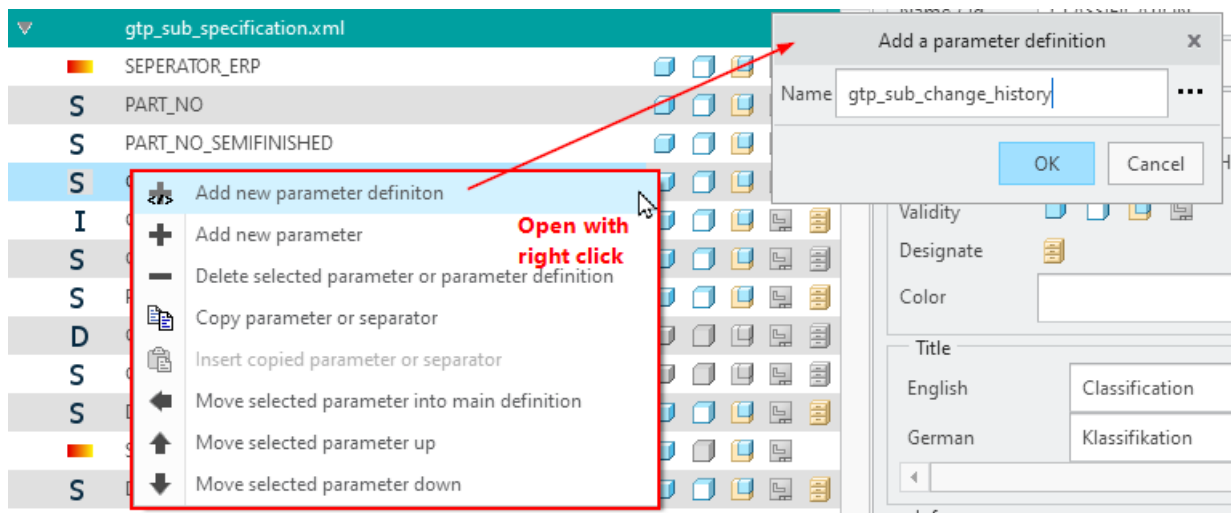 gtp_sub_specification.xml
SEPERATOR_ERP
S PART_NO
S PART_NO_SEMIFINISHED
S
I
S
S
D
S
S
S
Add new parameter definiton
Add new parameter
Delete selected parameter or parameter definition
Copy parameter or separator
Insert copied parameter or separator
Move selected parameter into main definition
Move selected parameter up
Move selected parameter down
Open with
right click
Add a parameter definition x
Name gtp_sub_change_history ...
OK Cancel
Validity
Designate
Color
Title
English Classification
German Klassifikation